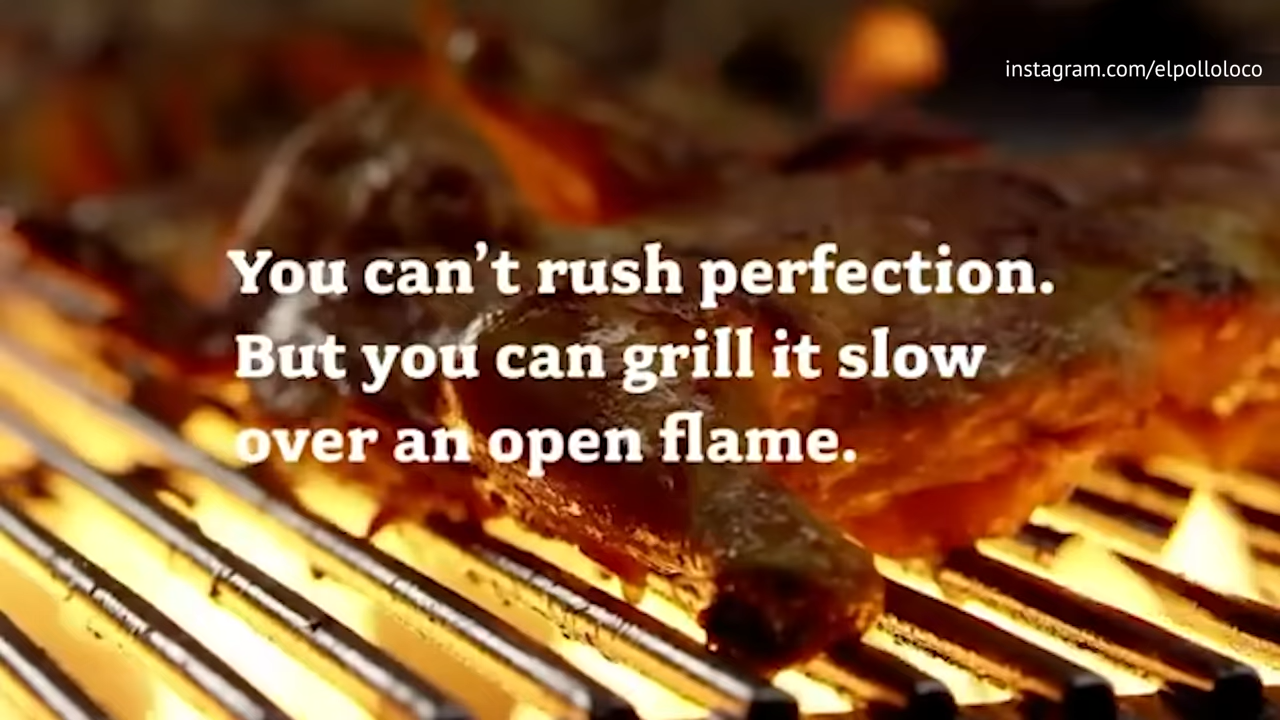 instagram.com/elpolloloco
You can’t rush perfection.
But you can grill it slow
over an open flame.